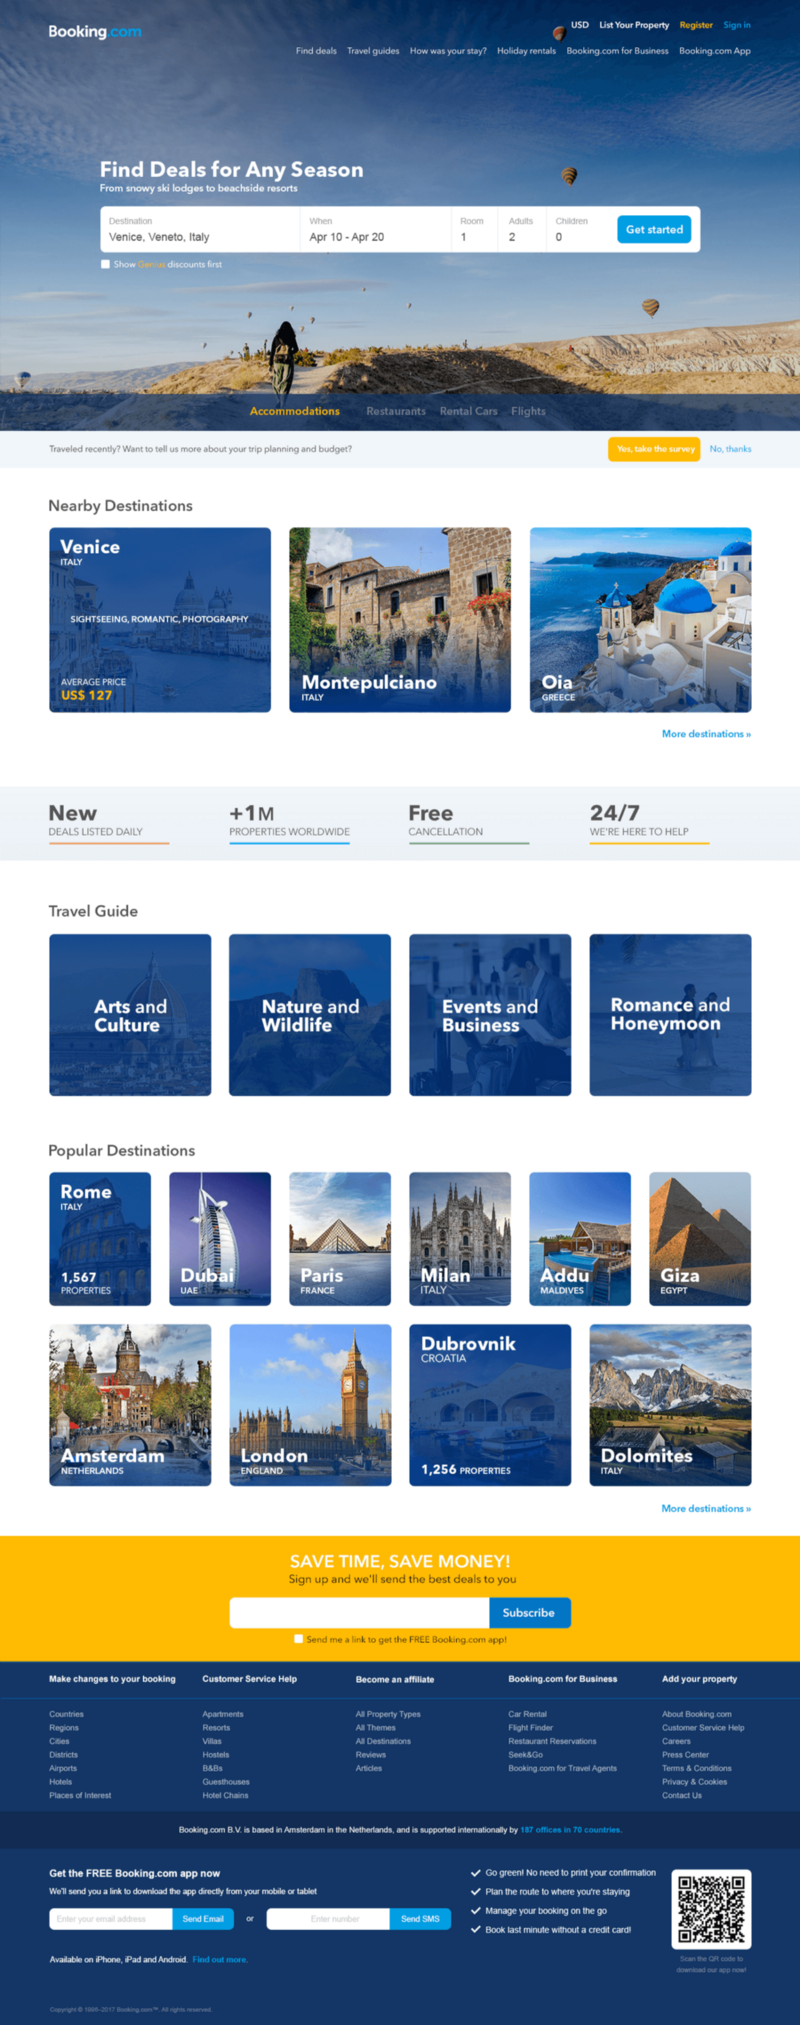 Booking.com
USD List Your Property Register Sign in
Find deals Travel guides How was your stay? Holiday rentals Booking.com for Business Booking.com App
Find Deals for Any Season
From snowy ski lodges to beachside resorts
Destination When Room Adults Children
Venice, Veneto, Italy Apr 10 - Apr 20 1 2 0 Get started
Show Genius discounts first
Accommodations Restaurants Rental Cars Flights
Traveled recently? Want to tell us more about your trip planning and budget? Yes, take the survey No, thanks
Nearby Destinations
Venice
ITALY
SIGHTSEEING, ROMANTIC, PHOTOGRAPHY
AVERAGE PRICE
US$ 127
Montepulciano
ITALY
Oia
GREECE
More destinations »
New
DEALS LISTED DAILY
+1M
PROPERTIES WORLDWIDE
Free
CANCELLATION
24/7
WE'RE HERE TO HELP
Travel Guide
Arts and
Culture
Nature and
Wildlife
Events and
Business
Romance and
Honeymoon
Popular Destinations
Rome
ITALY
1,567
PROPERTIES
Dubai
UAE
Paris
FRANCE
Milan
ITALY
Addu
MALDIVES
Giza
EGYPT
Amsterdam
NETHERLANDS
London
ENGLAND
Dubrovnik
CROATIA
1,256 PROPERTIES
Dolomites
ITALY
More destinations »
SAVE TIME, SAVE MONEY!
Sign up and we'll send the best deals to you
Subscribe
Send me a link to get the FREE Booking.com app!
Make changes to your booking
Countries
Regions
Cities
Districts
Airports
Hotels
Places of Interest
Customer Service Help
Apartments
Resorts
Villas
Hostels
B&Bs
Guesthouses
Hotel Chains
Become an affiliate
All Property Types
All Themes
All Destinations
Reviews
Articles
Booking.com for Business
Car Rental
Flight Finder
Restaurant Reservations
Seek&Go
Booking.com for Travel Agents
Add your property
About Booking.com
Customer Service Help
Careers
Press Center
Terms & Conditions
Privacy & Cookies
Contact Us
Booking.com B.V. is based in Amsterdam in the Netherlands, and is supported internationally by 187 offices in 70 countries.
Get the FREE Booking.com app now
We'll send you a link to download the app directly from your mobile or tablet
Enter your email address Send Email or Enter number Send SMS
Available on iPhone, iPad and Android. Find out more.
Go green! No need to print your confirmation
Plan the route to where you're staying
Manage your booking on the go
Book last minute without a credit card!
Scan the QR code to
download our app now!
Copyright © 1996–2017 Booking.com™. All rights reserved.